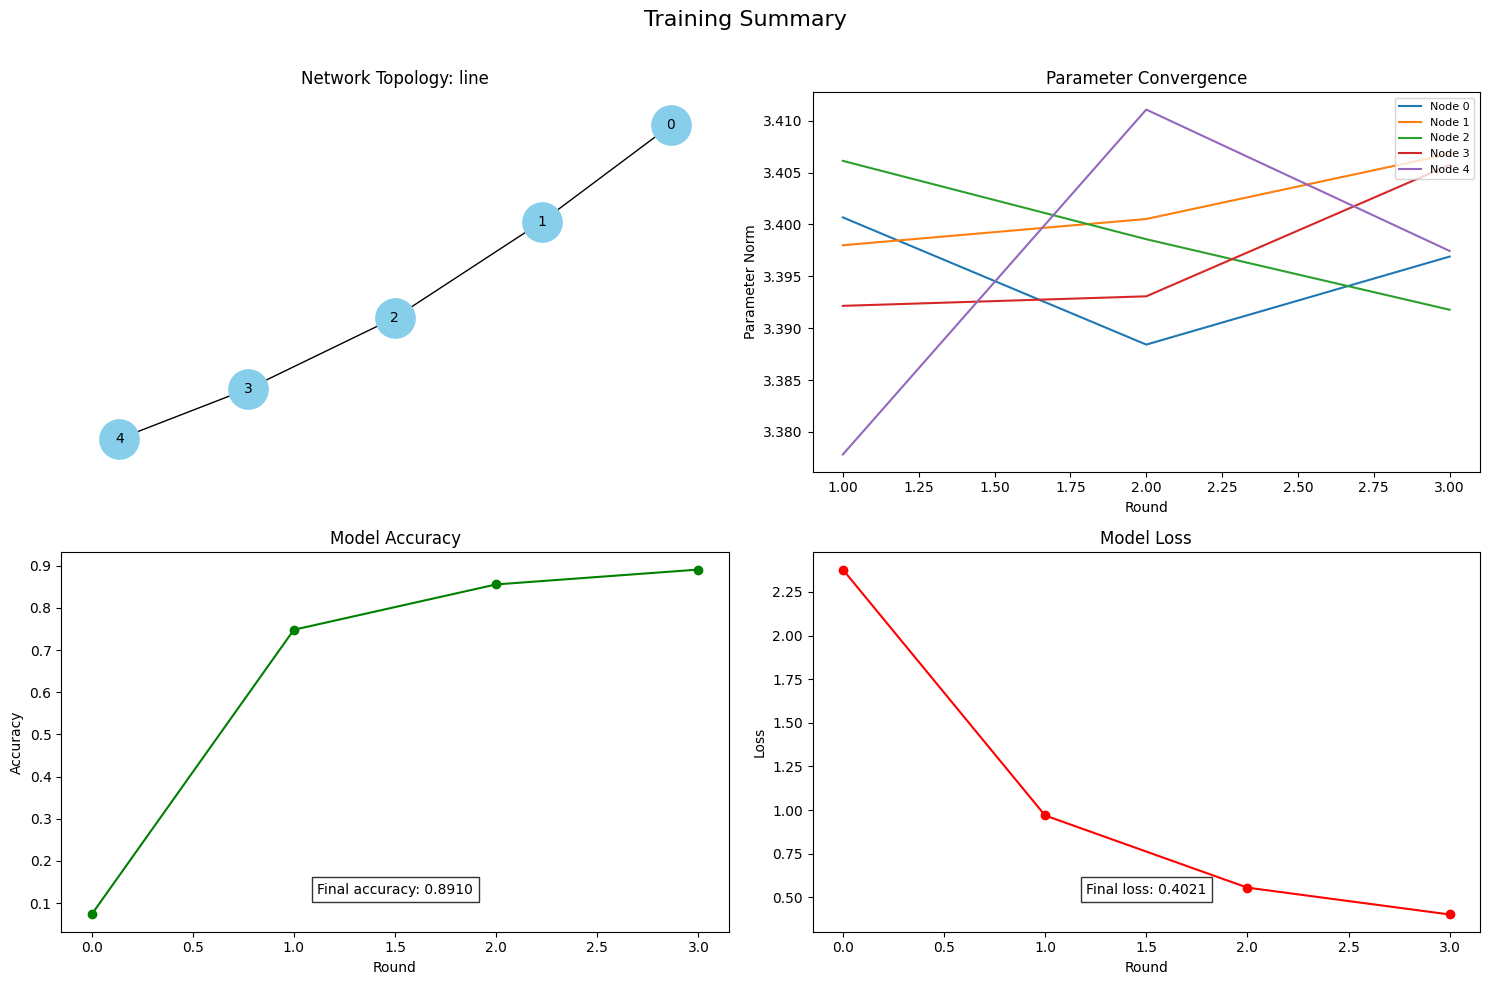 Training Summary
Network Topology: line
0
1
2
3
4
Parameter Convergence
Parameter Norm
3.410
3.405
3.400
3.395
3.390
3.385
3.380
Node 0
Node 1
Node 2
Node 3
Node 4
1.00 1.25 1.50 1.75 2.00 2.25 2.50 2.75 3.00
Round
Model Accuracy
Accuracy
0.9
0.8
0.7
0.6
0.5
0.4
0.3
0.2
0.1
Final accuracy: 0.8910
0.0 0.5 1.0 1.5 2.0 2.5 3.0
Round
Model Loss
Loss
2.25
2.00
1.75
1.50
1.25
1.00
0.75
0.50
Final loss: 0.4021
0.0 0.5 1.0 1.5 2.0 2.5 3.0
Round